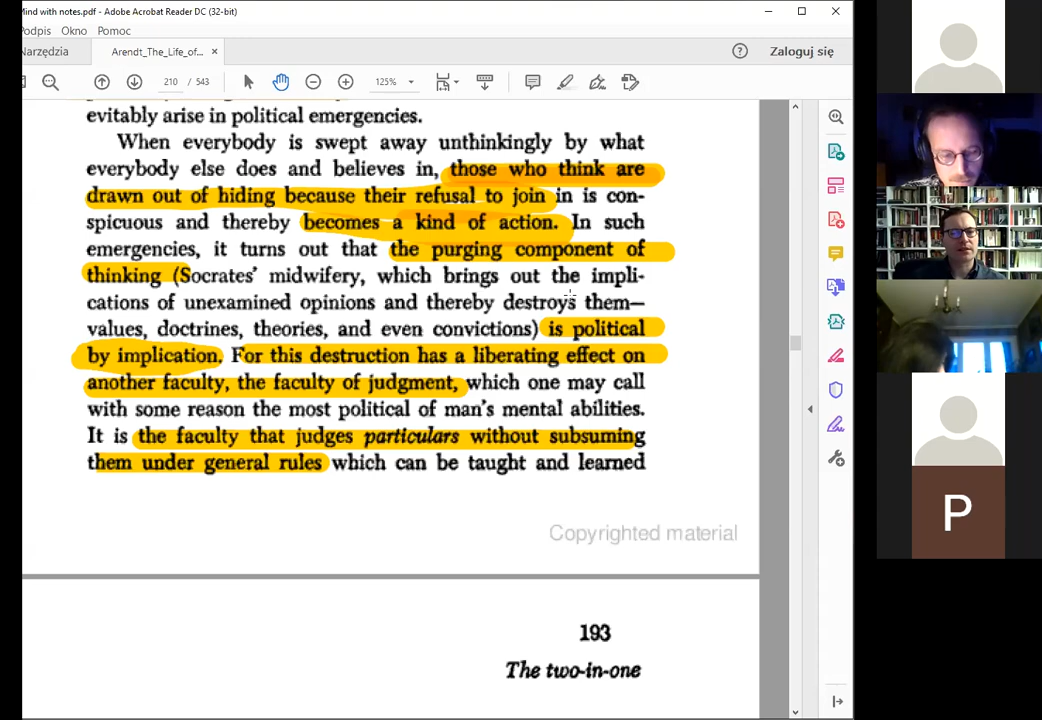 Mind with notes.pdf - Adobe Acrobat Reader DC (32-bit)
Podpis Okno Pomoc
Narzędzia
Arendt_The_Life_of...
Zaloguj się
210 / 543
125%
evitably arise in political emergencies.
When everybody is swept away unthinkingly by what
everybody else does and believes in, those who think are
drawn out of hiding because their refusal to join in is con-
spicuous and thereby becomes a kind of action. In such
emergencies, it turns out that the purging component of
thinking (Socrates' midwifery, which brings out the impli-
cations of unexamined opinions and thereby destroys them—
values, doctrines, theories, and even convictions) is political
by implication. For this destruction has a liberating effect on
another faculty, the faculty of judgment, which one may call
with some reason the most political of man's mental abilities.
It is the faculty that judges particulars without subsuming
them under general rules which can be taught and learned
Copyrighted material
193
The two-in-one
P